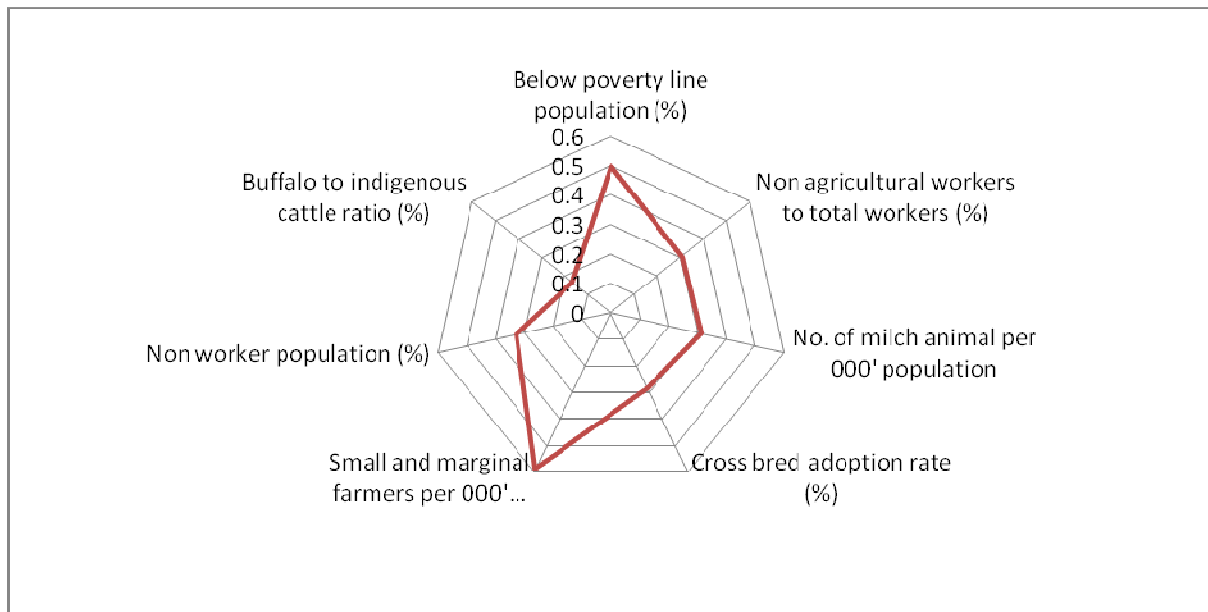 Below poverty line
population (%)
0.6
0.5
0.4
0.3
0.2
0.1
0
Non agricultural workers
to total workers (%)
No. of milch animal per
000' population
Cross bred adoption rate
(%)
Small and marginal
farmers per 000'...
Non worker population (%)
Buffalo to indigenous
cattle ratio (%)